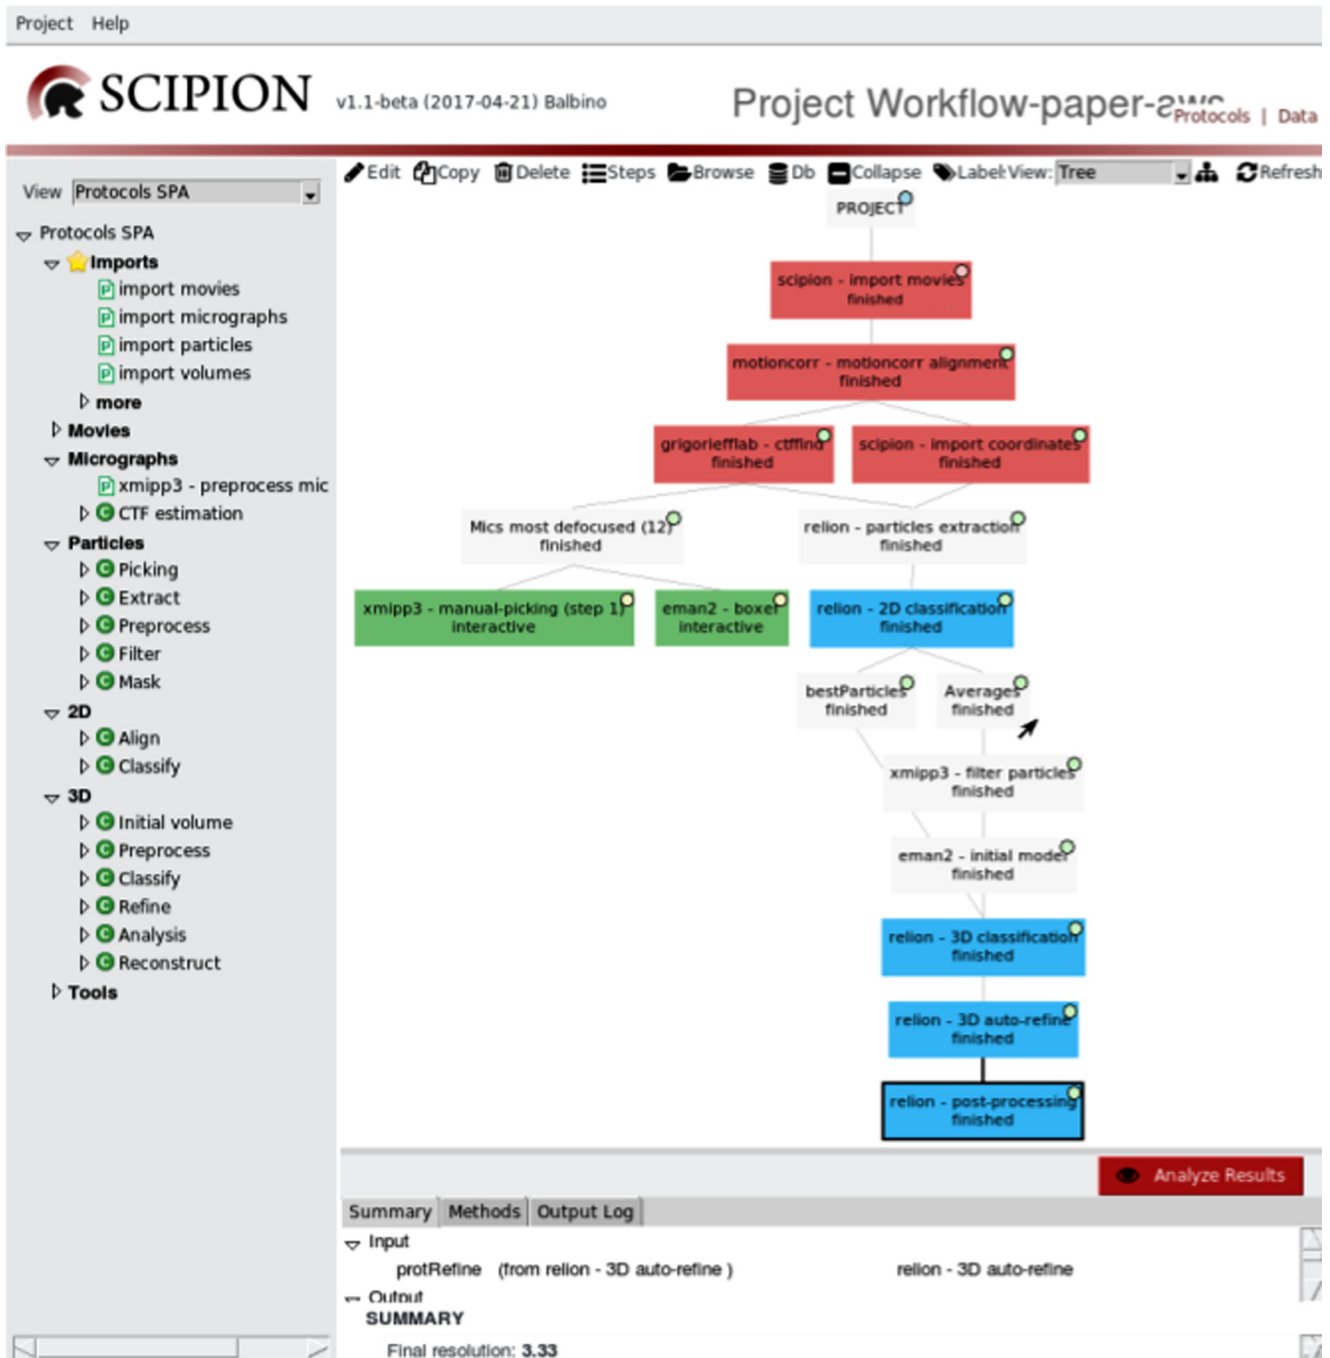 Project Help
SCIPION v1.1-beta (2017-04-21) Balbino Project Workflow-paper-aws
Protocols | Data
Edit Copy Delete Steps Browse Db Collapse Label View: Tree Refresh
View Protocols SPA
Protocols SPA
Imports
import movies
import micrographs
import particles
import volumes
more
Movies
Micrographs
xmipp3 - preprocess mic
CTF estimation
Particles
Picking
Extract
Preprocess
Filter
Mask
2D
Align
Classify
3D
Initial volume
Preprocess
Classify
Refine
Analysis
Reconstruct
Tools
PROJECT
scipion - import movies
finished
motioncorr - motioncorr alignment
finished
grigoriefflab - ctffind
finished
scipion - import coordinates
finished
Mics most defocused (12)
finished
relion - particles extraction
finished
xmipp3 - manual-picking (step 1)
interactive
eman2 - boxer
interactive
relion - 2D classification
finished
bestParticles
finished
Averages
finished
xmipp3 - filter particles
finished
eman2 - initial model
finished
relion - 3D classification
finished
relion - 3D auto-refine
finished
relion - post-processing
finished
Analyze Results
Summary Methods Output Log
Input
protRefine (from relion - 3D auto-refine ) relion - 3D auto-refine
Output
SUMMARY
Final resolution: 3.33